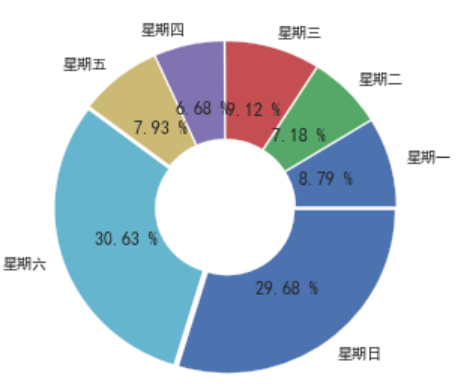 星期四
星期三
星期五
星期二
6.68 %
9.12 %
7.93 %
7.18 %
星期一
8.79 %
30.63 %
星期六
29.68 %
星期日